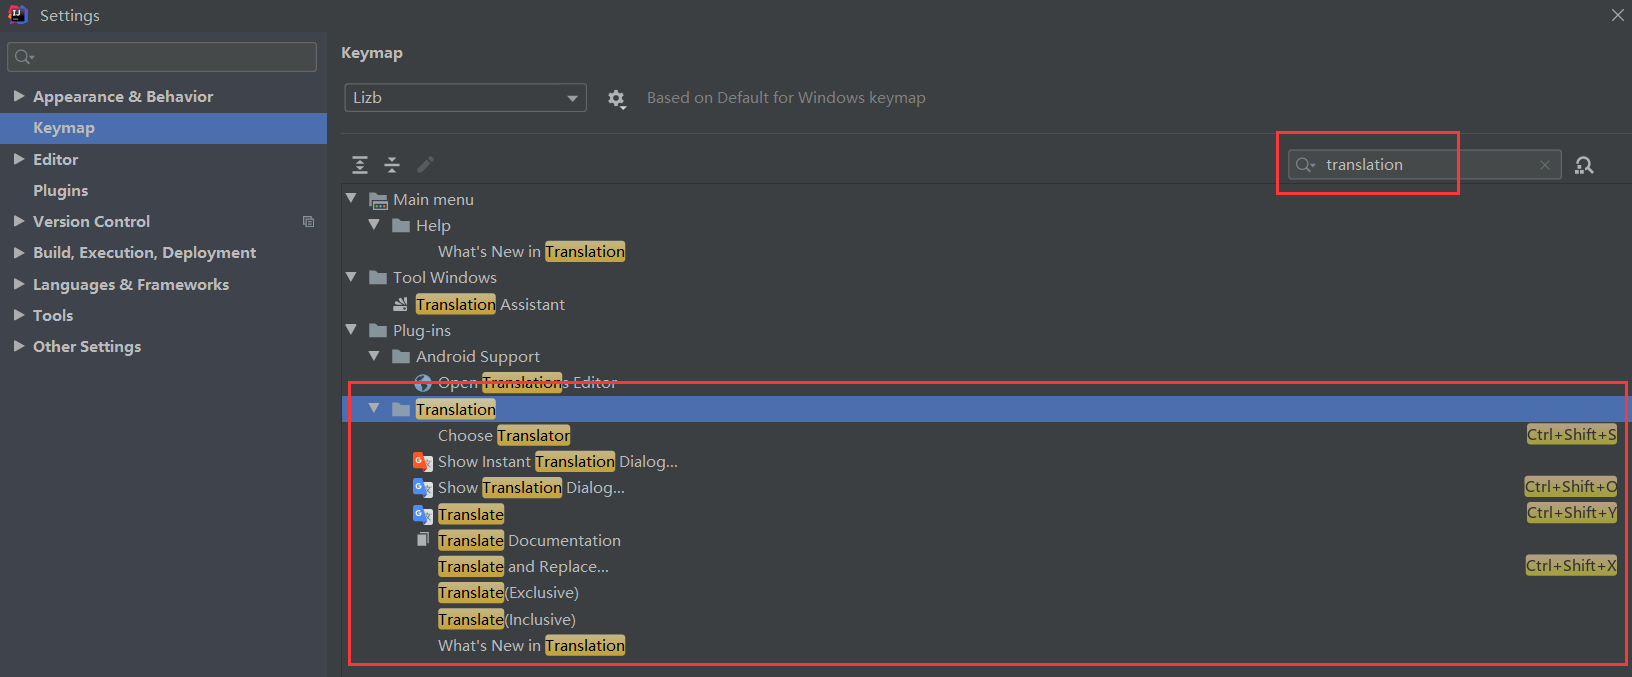 Settings
Appearance & Behavior
Keymap
Editor
Plugins
Version Control
Build, Execution, Deployment
Languages & Frameworks
Tools
Other Settings
Keymap
Lizb
Based on Default for Windows keymap
translation
Main menu
Help
What's New in Translation
Tool Windows
Translation Assistant
Plug-ins
Android Support
Open Translations Editor
Translation
Choose Translator Ctrl+Shift+S
Show Instant Translation Dialog...
Show Translation Dialog... Ctrl+Shift+O
Translate Ctrl+Shift+Y
Translate Documentation
Translate and Replace... Ctrl+Shift+X
Translate(Exclusive)
Translate(Inclusive)
What's New in Translation